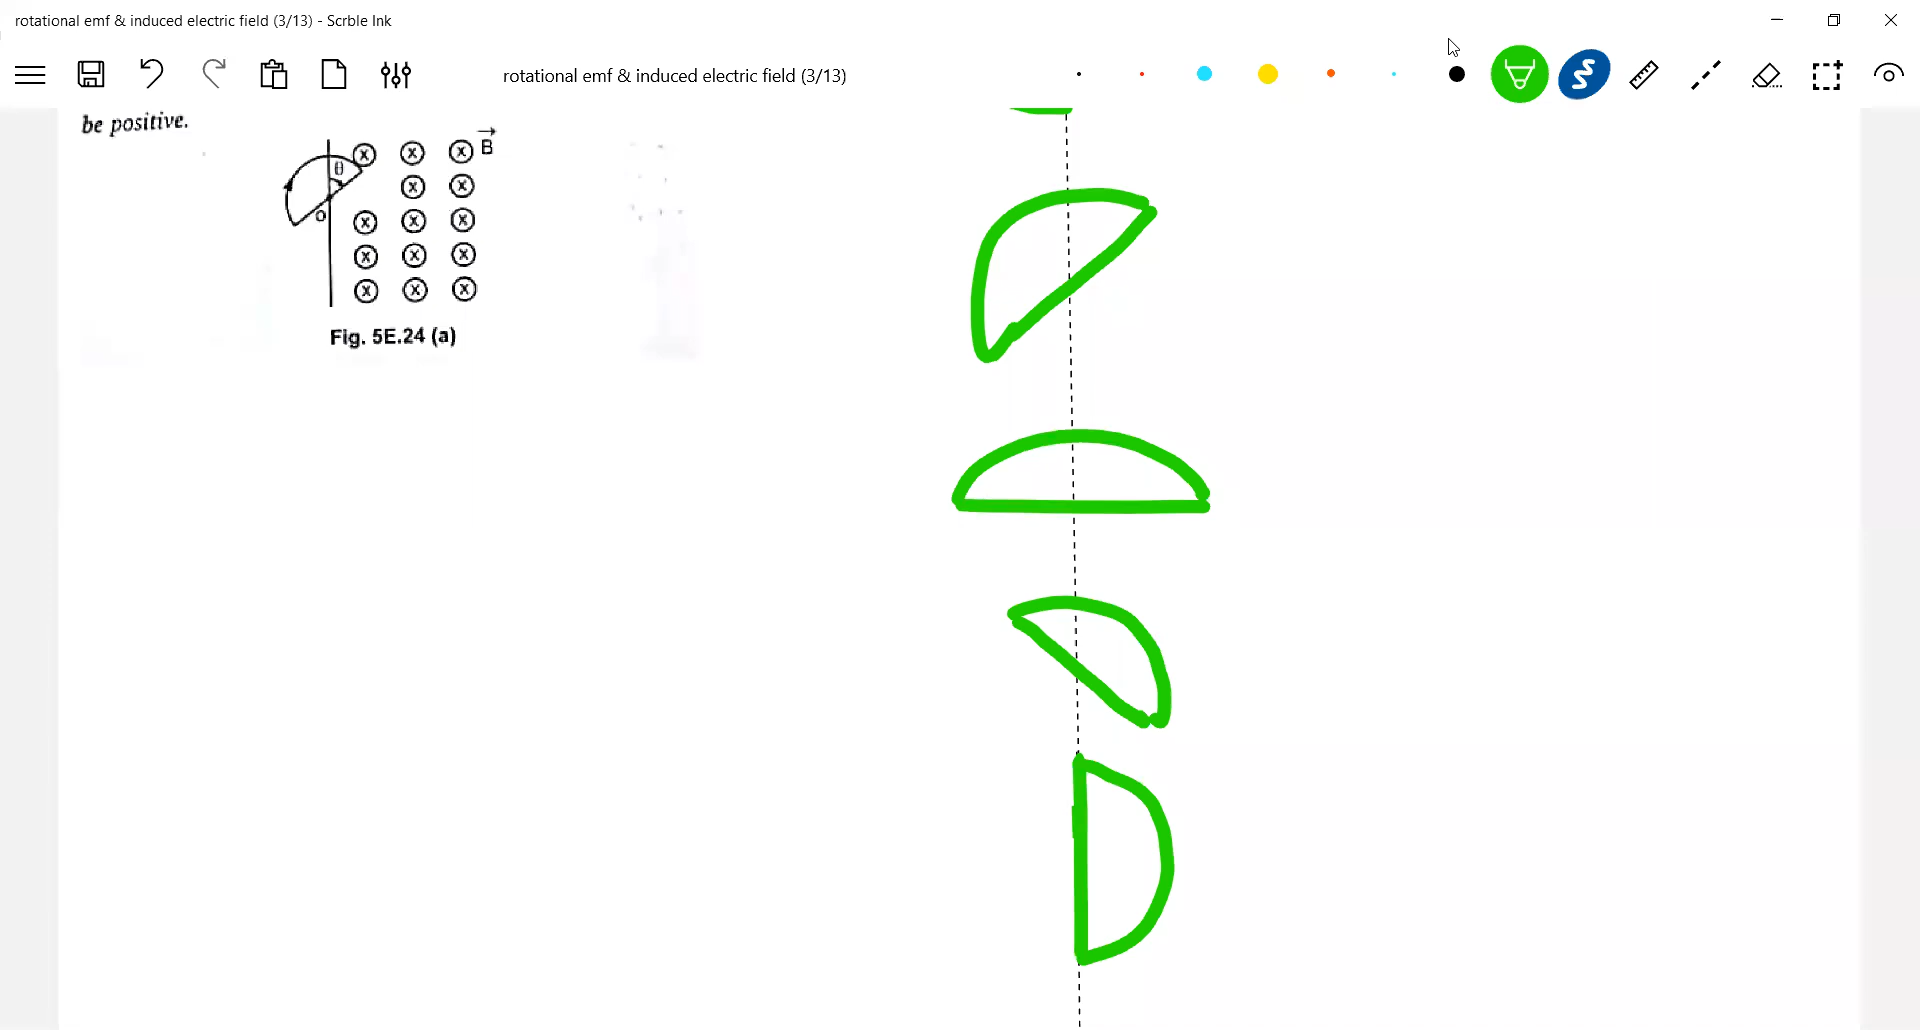 rotational emf & induced electric field (3/13) - Scrble Ink
rotational emf & induced electric field (3/13)
be positive.
B
θ
O
Fig. 5E.24 (a)